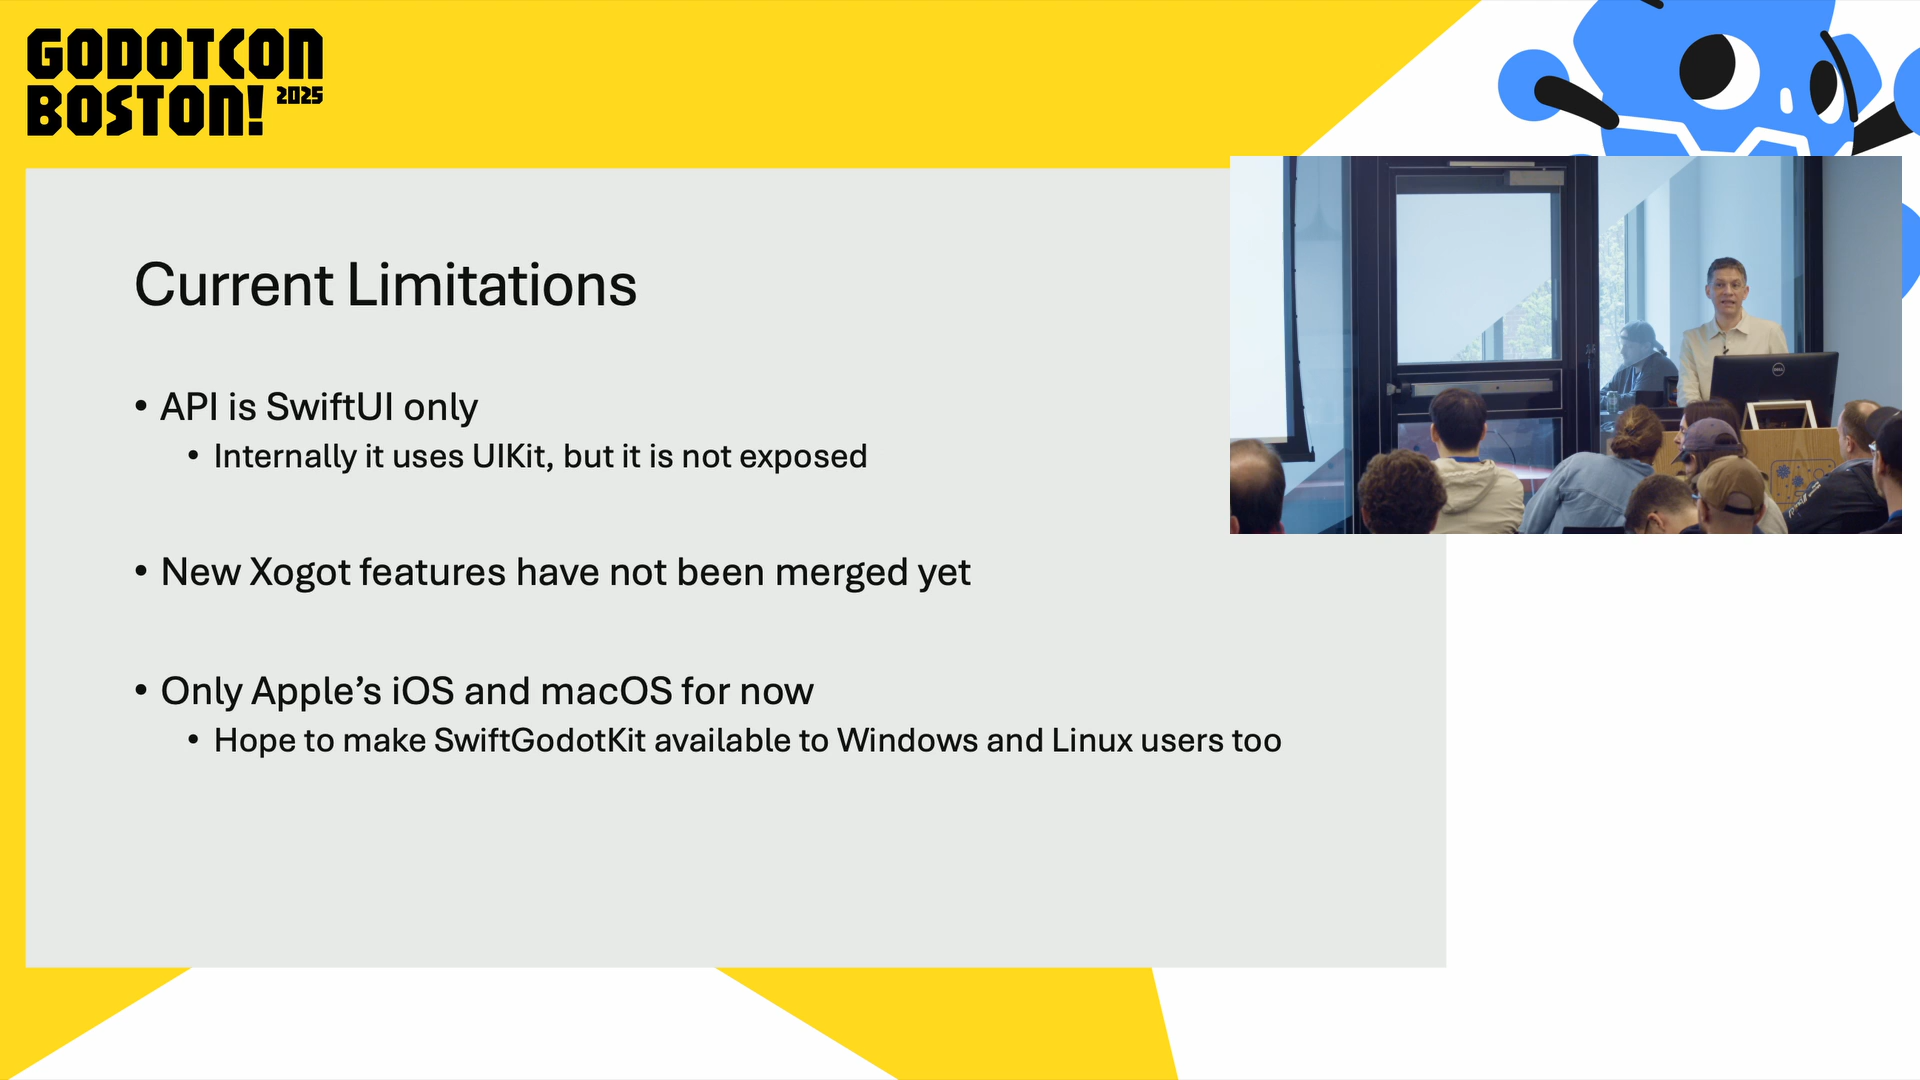 GODOTCON
BOSTON! 2025
Current Limitations
• API is SwiftUI only
• Internally it uses UIKit, but it is not exposed
• New Xogot features have not been merged yet
• Only Apple’s iOS and macOS for now
• Hope to make SwiftGodotKit available to Windows and Linux users too
DELL